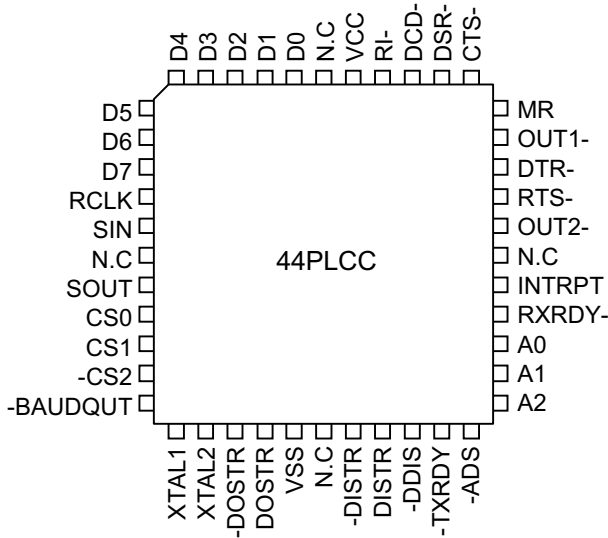 D4
D3
D2
D1
D0
N.C
VCC
RI-
DCD-
DSR-
CTS-
D5
D6
D7
RCLK
SIN
N.C
SOUT
CS0
CS1
-CS2
-BAUDQUT
44PLCC
MR
OUT1-
DTR-
RTS-
OUT2-
N.C
INTRPT
RXRDY-
A0
A1
A2
XTAL1
XTAL2
-DOSTR
DOSTR
VSS
N.C
-DISTR
DISTR
-DDIS
-TXRDY
-ADS